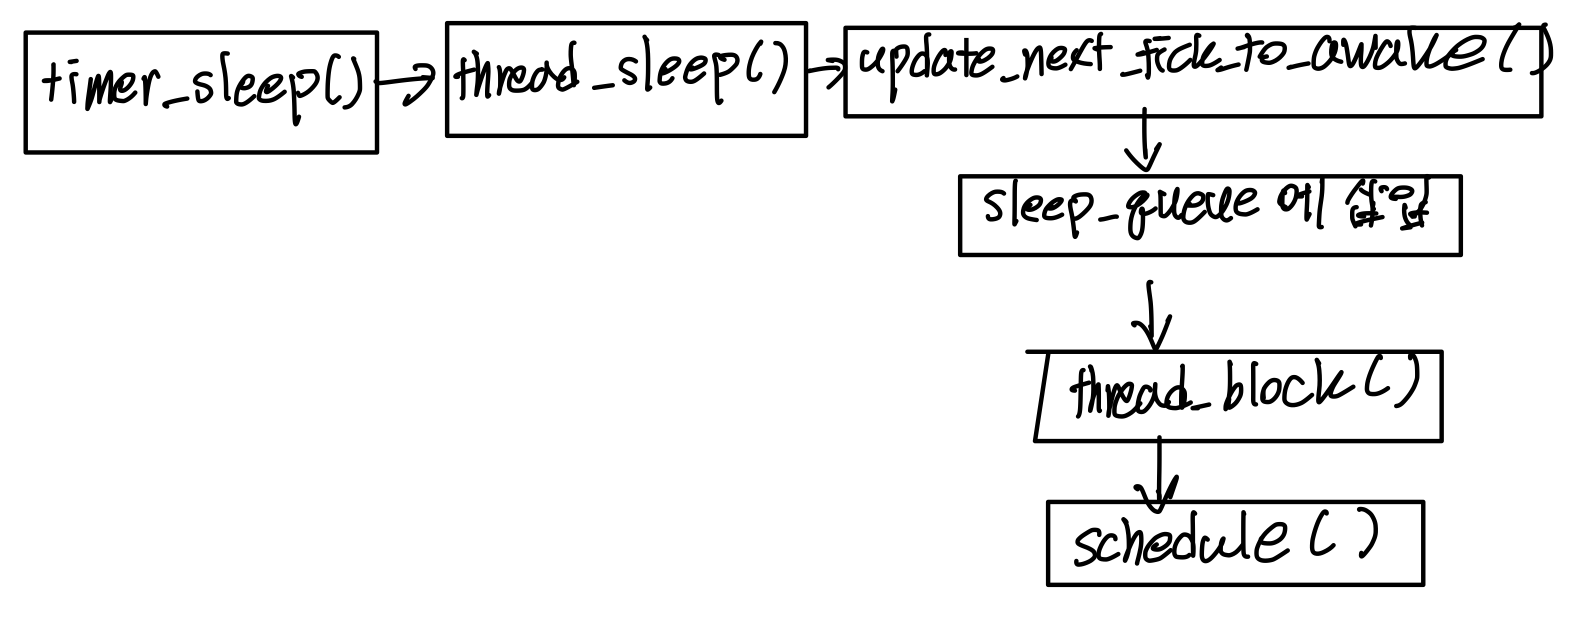 timer_sleep()
thread_sleep()
update_next_tick_to_awake()
sleep_queue에 삽입
thread_block()
schedule()